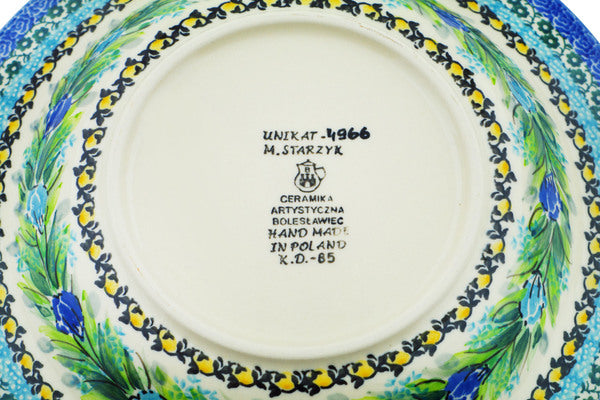 UNIKAT-4966
M. STARZYK
CERAMIKA
ARTYSTYCZNA
BOLESŁAWIEC
HAND MADE
IN POLAND
K.D.-85